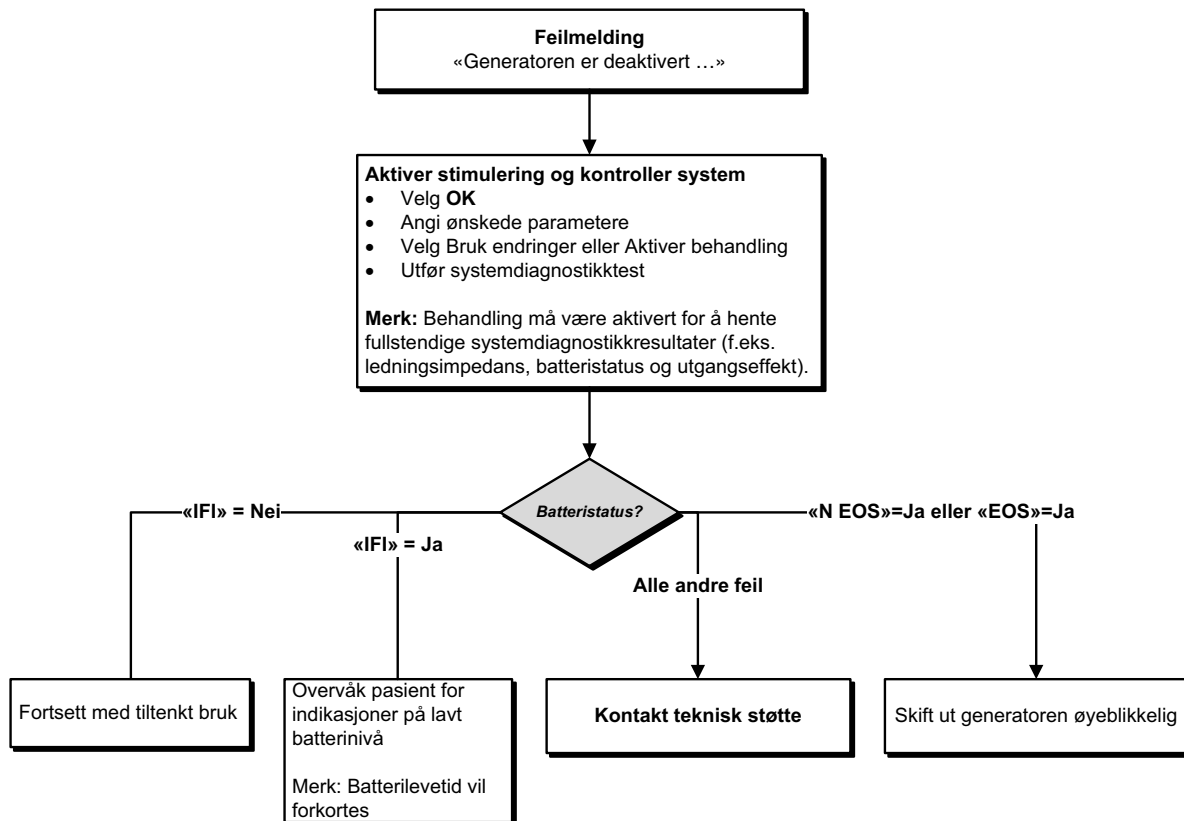 Feilmelding
«Generatoren er deaktivert …»
Aktiver stimulering og kontroller system
• Velg OK
• Angi ønskede parametere
• Velg Bruk endringer eller Aktiver behandling
• Utfør systemdiagnostikktest
Merk: Behandling må være aktivert for å hente
fullstendige systemdiagnostikkresultater (f.eks.
ledningsimpedans, batteristatus og utgangseffekt).
Batteristatus?
«IFI» = Nei
«IFI» = Ja
Alle andre feil
«N EOS»=Ja eller «EOS»=Ja
Fortsett med tiltenkt bruk
Overvåk pasient for
indikasjoner på lavt
batterinivå
Merk: Batterilevetid vil
forkortes
Kontakt teknisk støtte
Skift ut generatoren øyeblikkelig